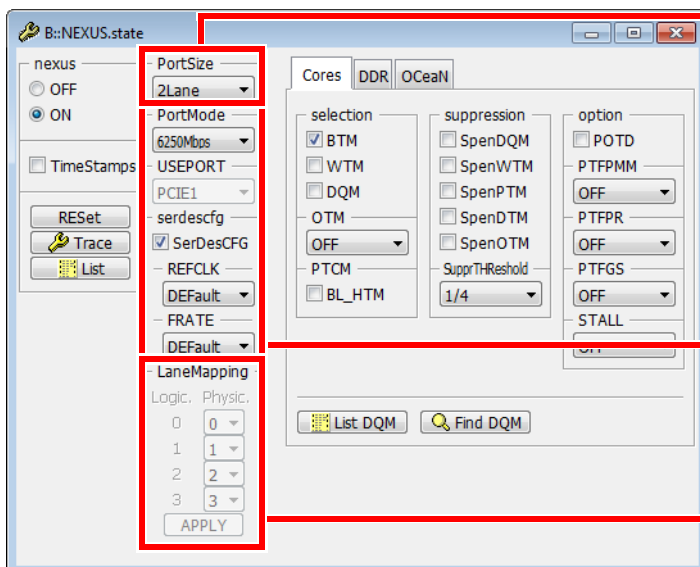 B::NEXUS.state
nexus
OFF
ON
TimeStamps
RESet
Trace
List
PortSize
2Lane
PortMode
6250Mbps
USEPORT
PCIE1
serdescfg
SerDesCFG
REFCLK
DEFault
FRATE
DEFault
LaneMapping
Logic. Physic.
0 0
1 1
2 2
3 3
APPLY
Cores DDR OCeaN
selection
BTM
WTM
DQM
OTM
OFF
PTCM
BL_HTM
suppression
SpenDQM
SpenWTM
SpenPTM
SpenDTM
SpenOTM
SupprTHReshold
1/4
option
POTD
PTFPMM
OFF
PTFPR
OFF
PTFGS
OFF
STALL
List DQM
Find DQM